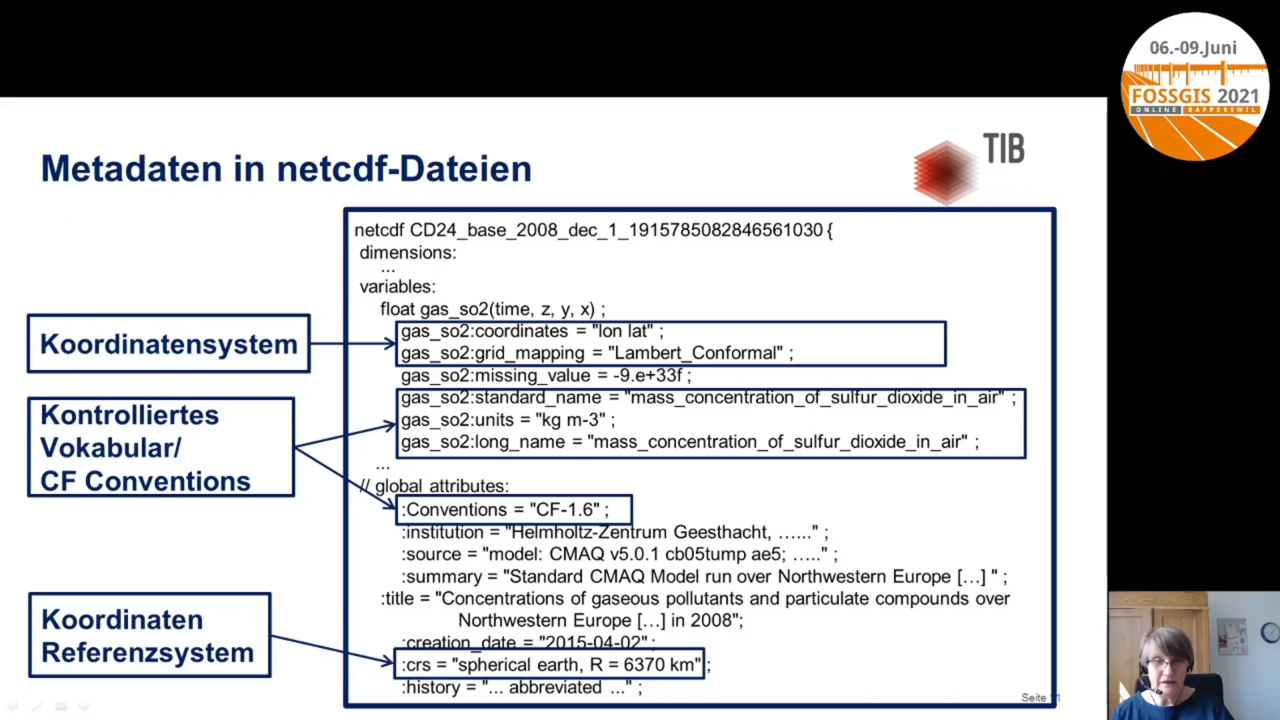 06.-09.Juni
FOSSGIS 2021
ONLINE RAPPERSWIL
Metadaten in netcdf-Dateien
TIB
netcdf CD24_base_2008_dec_1_1915785082846561030 {
dimensions:
...
variables:
float gas_so2(time, z, y, x) ;
Koordinatensystem
gas_so2:coordinates = "lon lat" ;
gas_so2:grid_mapping = "Lambert_Conformal" ;
gas_so2:missing_value = -9.e+33f ;
Kontrolliertes
Vokabular/
CF Conventions
gas_so2:standard_name = "mass_concentration_of_sulfur_dioxide_in_air" ;
gas_so2:units = "kg m-3" ;
gas_so2:long_name = "mass_concentration_of_sulfur_dioxide_in_air" ;
...
// global attributes:
:Conventions = "CF-1.6" ;
:institution = "Helmholtz-Zentrum Geesthacht, ......" ;
:source = "model: CMAQ v5.0.1 cb05tump ae5; ....." ;
:summary = "Standard CMAQ Model run over Northwestern Europe [...] " ;
:title = "Concentrations of gaseous pollutants and particulate compounds over
Northwestern Europe [...] in 2008";
:creation_date = "2015-04-02" ;
Koordinaten
Referenzsystem
:crs = "spherical earth, R = 6370 km" ;
:history = "... abbreviated ..." ;
Seite